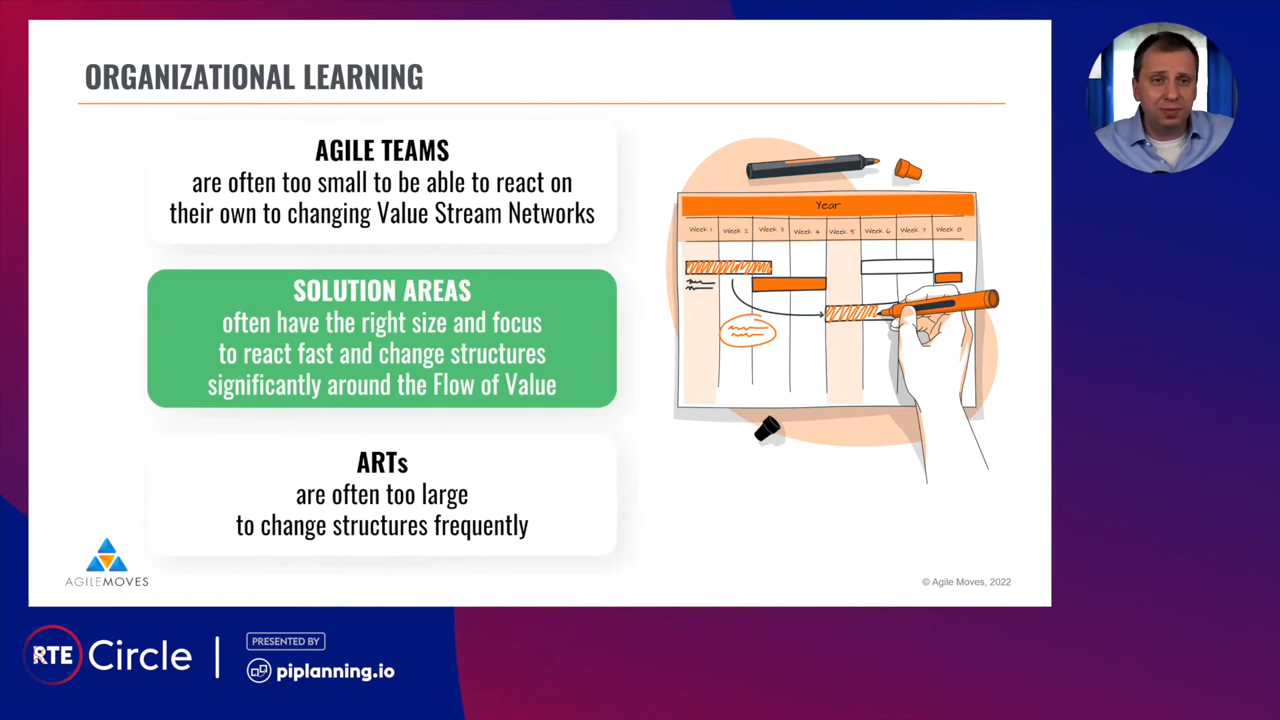 ORGANIZATIONAL LEARNING
AGILE TEAMS
are often too small to be able to react on
their own to changing Value Stream Networks
SOLUTION AREAS
often have the right size and focus
to react fast and change structures
significantly around the Flow of Value
ARTs
are often too large
to change structures frequently
Year
Week 1 Week 2 Week 3 Week 4 Week 5 Week 6 Week 7 Week 8
AGILEMOVES
© Agile Moves, 2022
RTE Circle
PRESENTED BY
piplanning.io